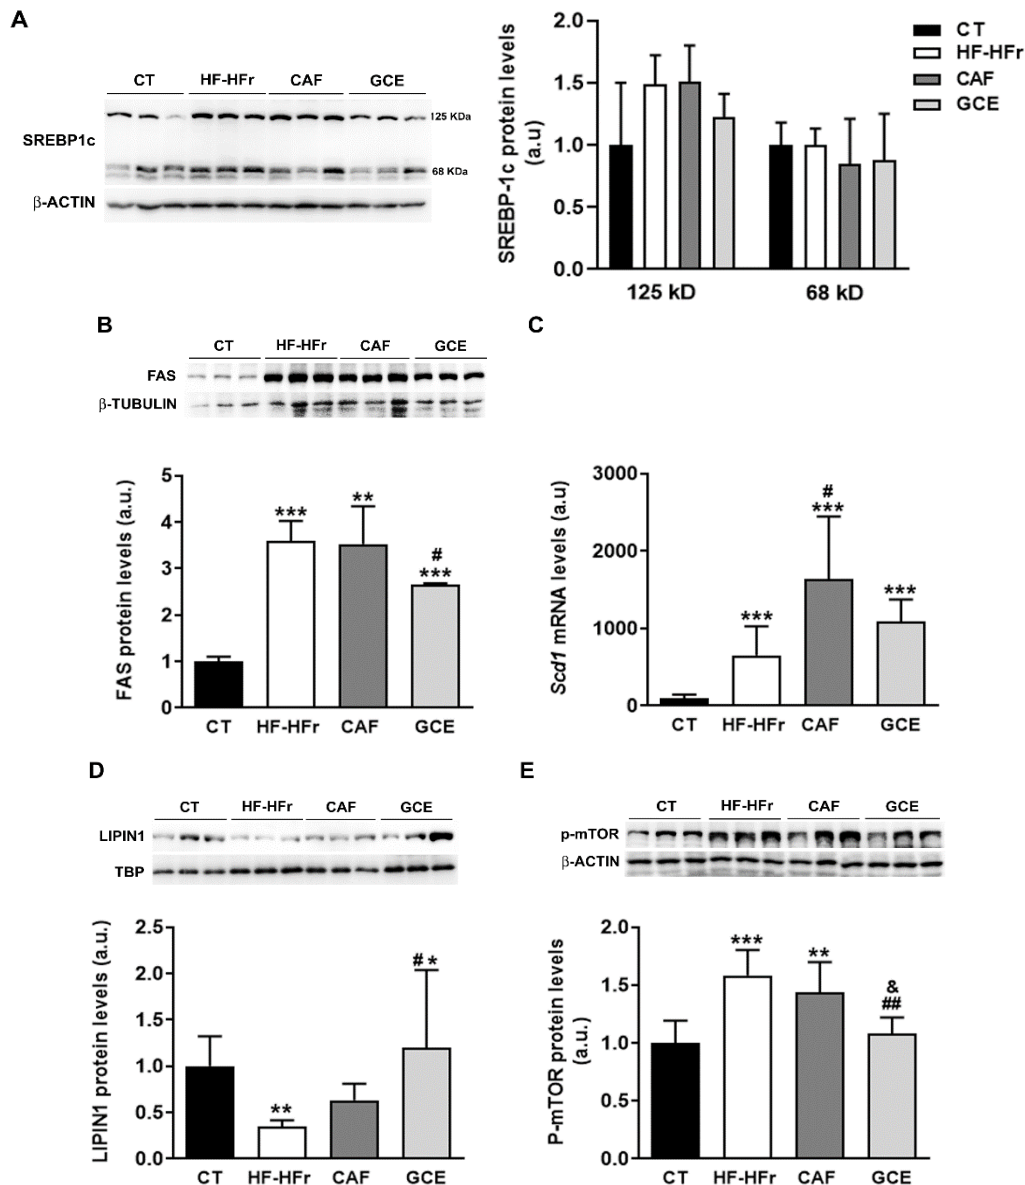 A
CT HF-HFr CAF GCE
SREBP1c
125 KDa
68 KDa
β-ACTIN
SREBP-1c protein levels
(a.u)
2.0
1.5
1.0
0.5
0.0
125 kD 68 kD
CT
HF-HFr
CAF
GCE
B
CT HF-HFr CAF GCE
FAS
β-TUBULIN
FAS protein levels (a.u.)
5
4
3
2
1
0
***
**
#
***
CT HF-HFr CAF GCE
C
Scd1 mRNA levels (a.u)
3000
2000
1000
0
***
#
***
***
CT HF-HFr CAF GCE
D
CT HF-HFr CAF GCE
LIPIN1
TBP
LIPIN1 protein levels (a.u.)
2.5
2.0
1.5
1.0
0.5
0.0
**
# *
CT HF-HFr CAF GCE
E
CT HF-HFr CAF GCE
p-mTOR
β-ACTIN
P-mTOR protein levels
(a.u.)
2.0
1.5
1.0
0.5
0.0
***
**
&
##
CT HF-HFr CAF GCE